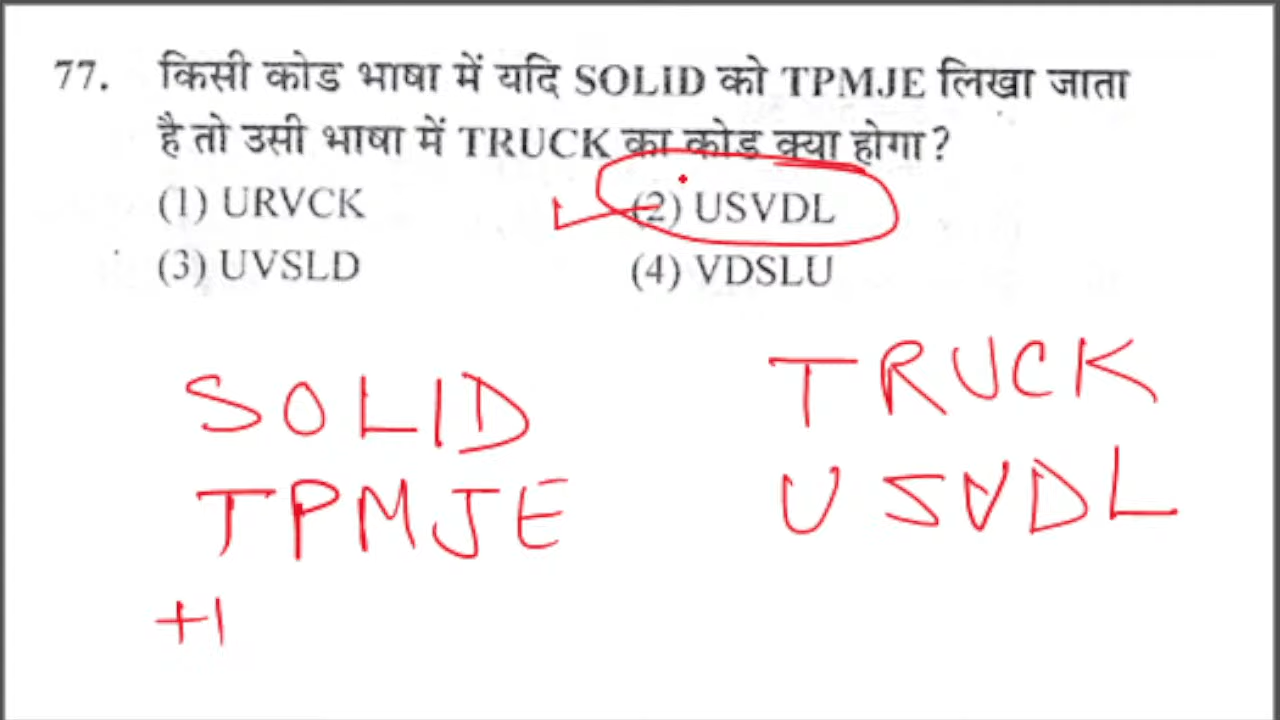 77. किसी कोड भाषा में यदि SOLID को TPMJE लिखा जाता
है तो उसी भाषा में TRUCK का कोड क्या होगा?
(1) URVCK (2) USVDL
(3) UVSLD (4) VDSLU
SOLID TRUCK
TPMJE USVDL
+1